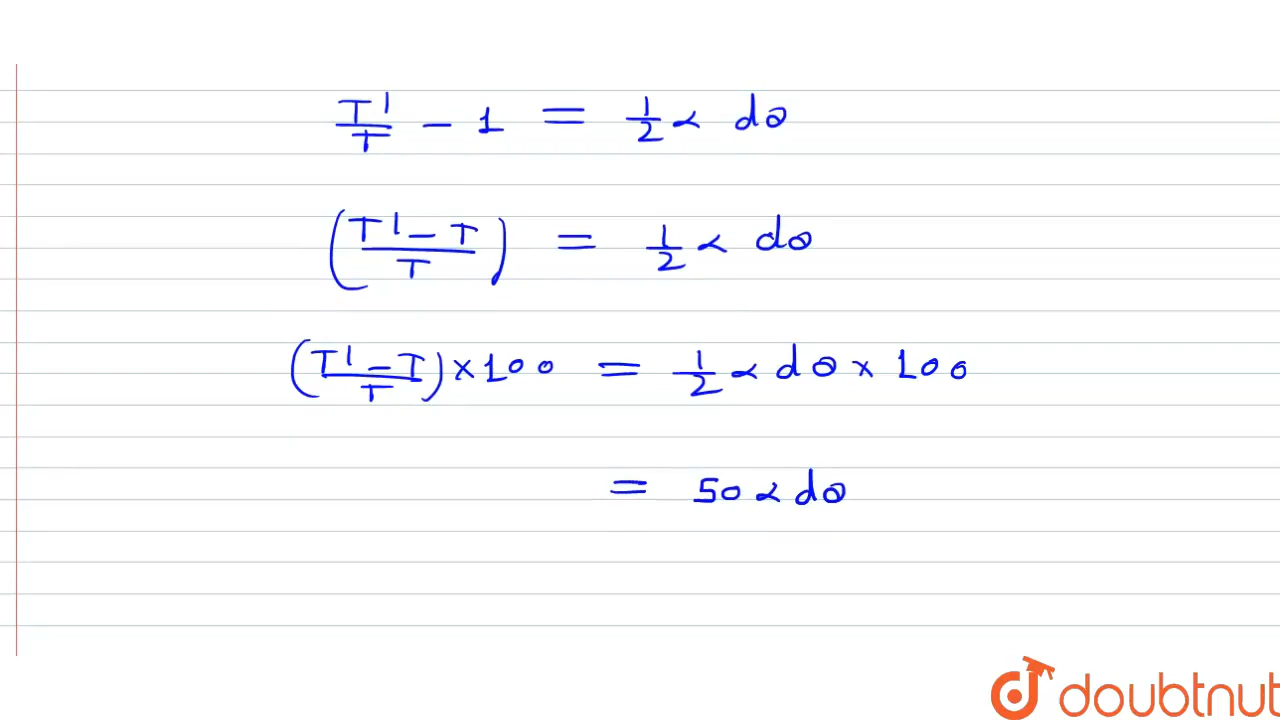 T'/T - 1 = 1/2 α dθ
(T' - T / T) = 1/2 α dθ
(T' - T / T) × 100 = 1/2 α dθ × 100
= 50 α dθ
doubtnut